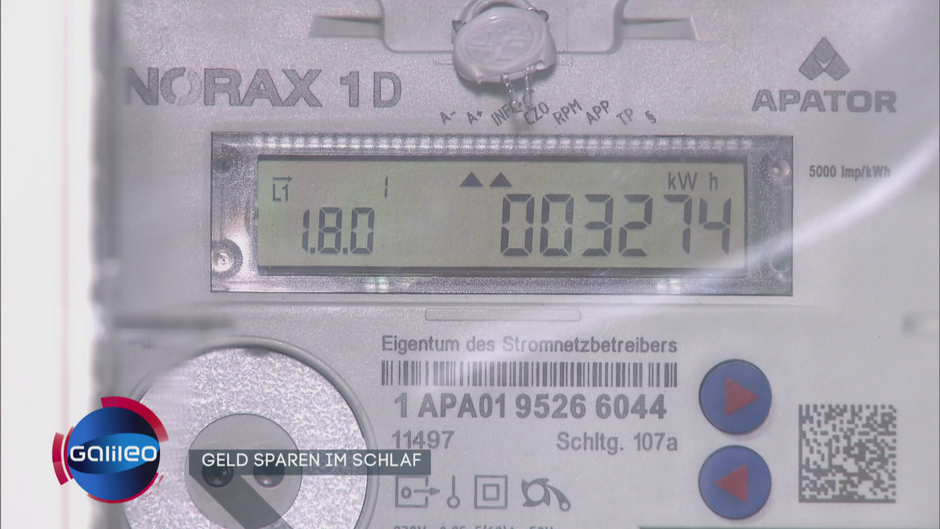 NORAX 1D
A- A+ INFO CZO RPM APP TP §
APATOR
5000 Imp/kWh
L1 1 kW h
1.8.0 003274
Eigentum des Stromnetzbetreibers
1 APA01 9526 6044
11497 Schltg. 107a
Galileo
GELD SPAREN IM SCHLAF